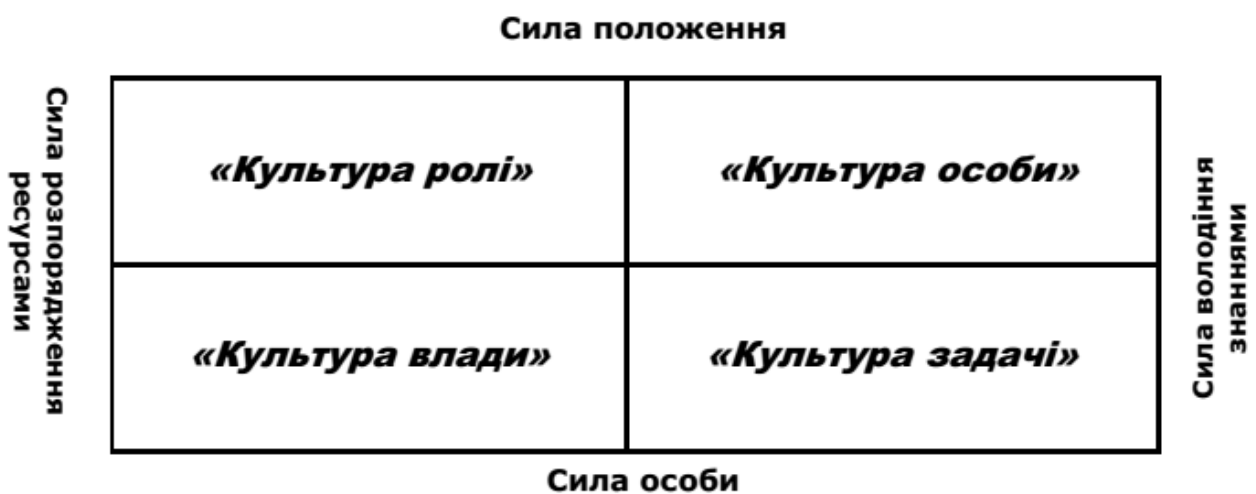 Сила положення
Сила розпорядження
ресурсами
«Культура ролі»
«Культура особи»
Сила володіння
знаннями
«Культура влади»
«Культура задачі»
Сила особи